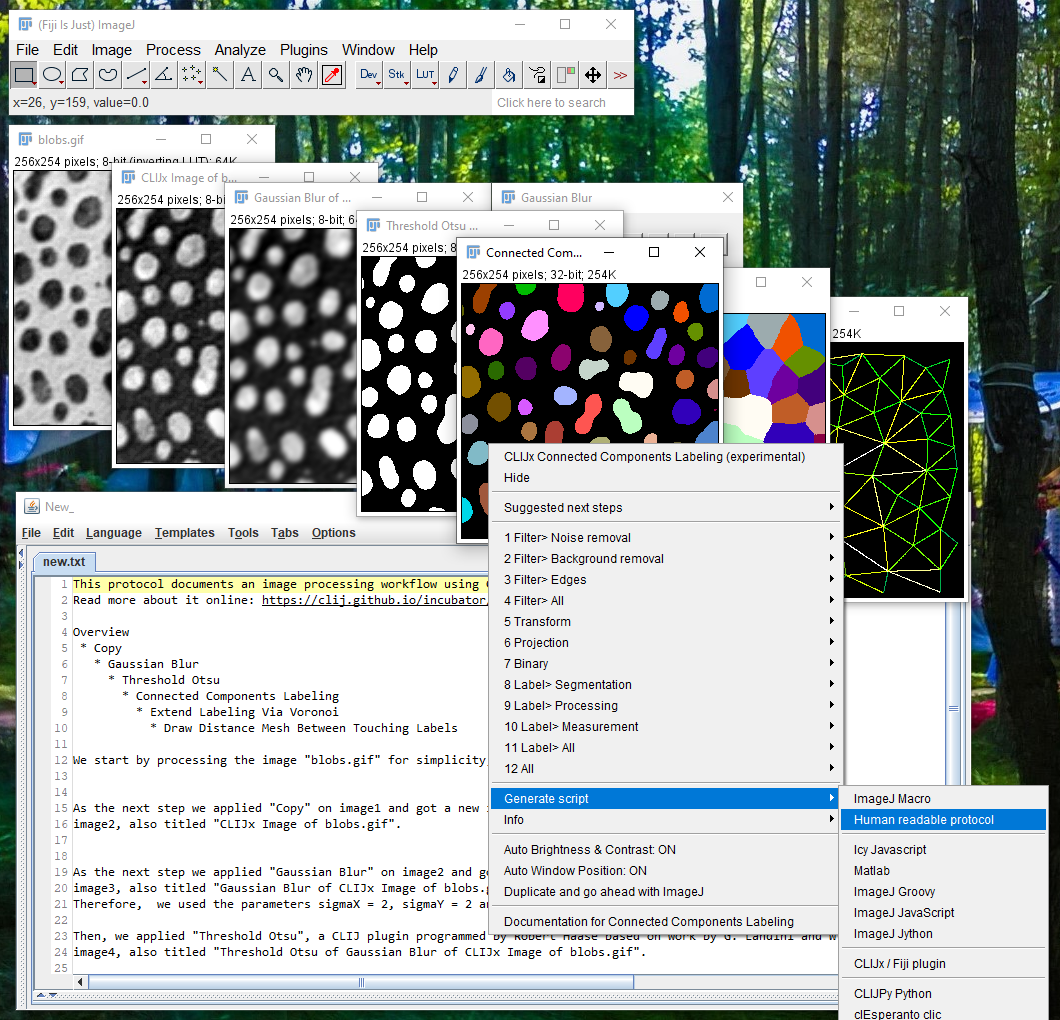 (Fiji Is Just) ImageJ
File Edit Image Process Analyze Plugins Window Help
Dev Stk LUT >>
x=26, y=159, value=0.0
Click here to search
blobs.gif
256x254 pixels; 8-bit (inverting LUT); 64K
CLIJx Image of b...
256x254 pixels; 8-bi
Gaussian Blur of ...
256x254 pixels; 8-bit; 6
Gaussian Blur
Threshold Otsu ...
256x254 pixels; 8
Connected Com...
256x254 pixels; 32-bit; 254K
254K
CLIJx Connected Components Labeling (experimental)
Hide
Suggested next steps
1 Filter> Noise removal
2 Filter> Background removal
3 Filter> Edges
4 Filter> All
5 Transform
6 Projection
7 Binary
8 Label> Segmentation
9 Label> Processing
10 Label> Measurement
11 Label> All
12 All
Generate script
Info
Auto Brightness & Contrast: ON
Auto Window Position: ON
Duplicate and go ahead with ImageJ
Documentation for Connected Components Labeling
ImageJ Macro
Human readable protocol
Icy Javascript
Matlab
ImageJ Groovy
ImageJ JavaScript
ImageJ Jython
CLIJx / Fiji plugin
CLIJPy Python
clEsperanto clic
New_
File Edit Language Templates Tools Tabs Options
new.txt
1 This protocol documents an image processing workflow using
2 Read more about it online: https://clij.github.io/incubator/
3
4 Overview
5 * Copy
6 * Gaussian Blur
7 * Threshold Otsu
8 * Connected Components Labeling
9 * Extend Labeling Via Voronoi
10 * Draw Distance Mesh Between Touching Labels
11
12 We start by processing the image "blobs.gif" for simplicity,
13
14
15 As the next step we applied "Copy" on image1 and got a new
16 image2, also titled "CLIJx Image of blobs.gif".
17
18
19 As the next step we applied "Gaussian Blur" on image2 and g
20 image3, also titled "Gaussian Blur of CLIJx Image of blobs.g
21 Therefore, we used the parameters sigmaX = 2, sigmaY = 2 a
22
23 Then, we applied "Threshold Otsu", a CLIJ plugin programmed by Robert Haase based on work by G. Landini and W
24 image4, also titled "Threshold Otsu of Gaussian Blur of CLIJx Image of blobs.gif".
25